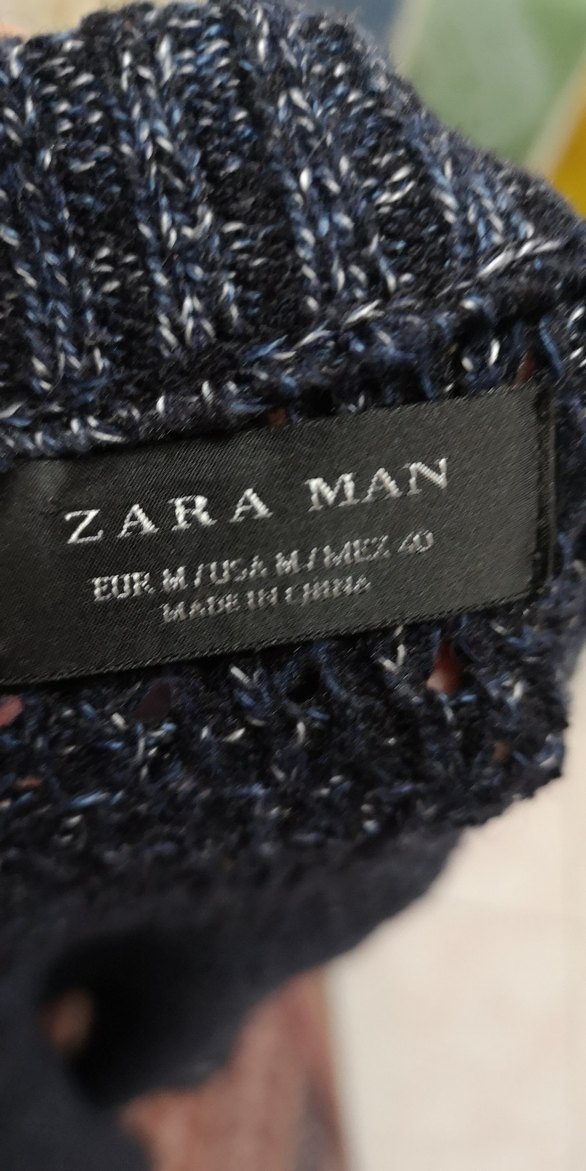 ZARA MAN
EUR M / USA M / MEX 40
MADE IN CHINA